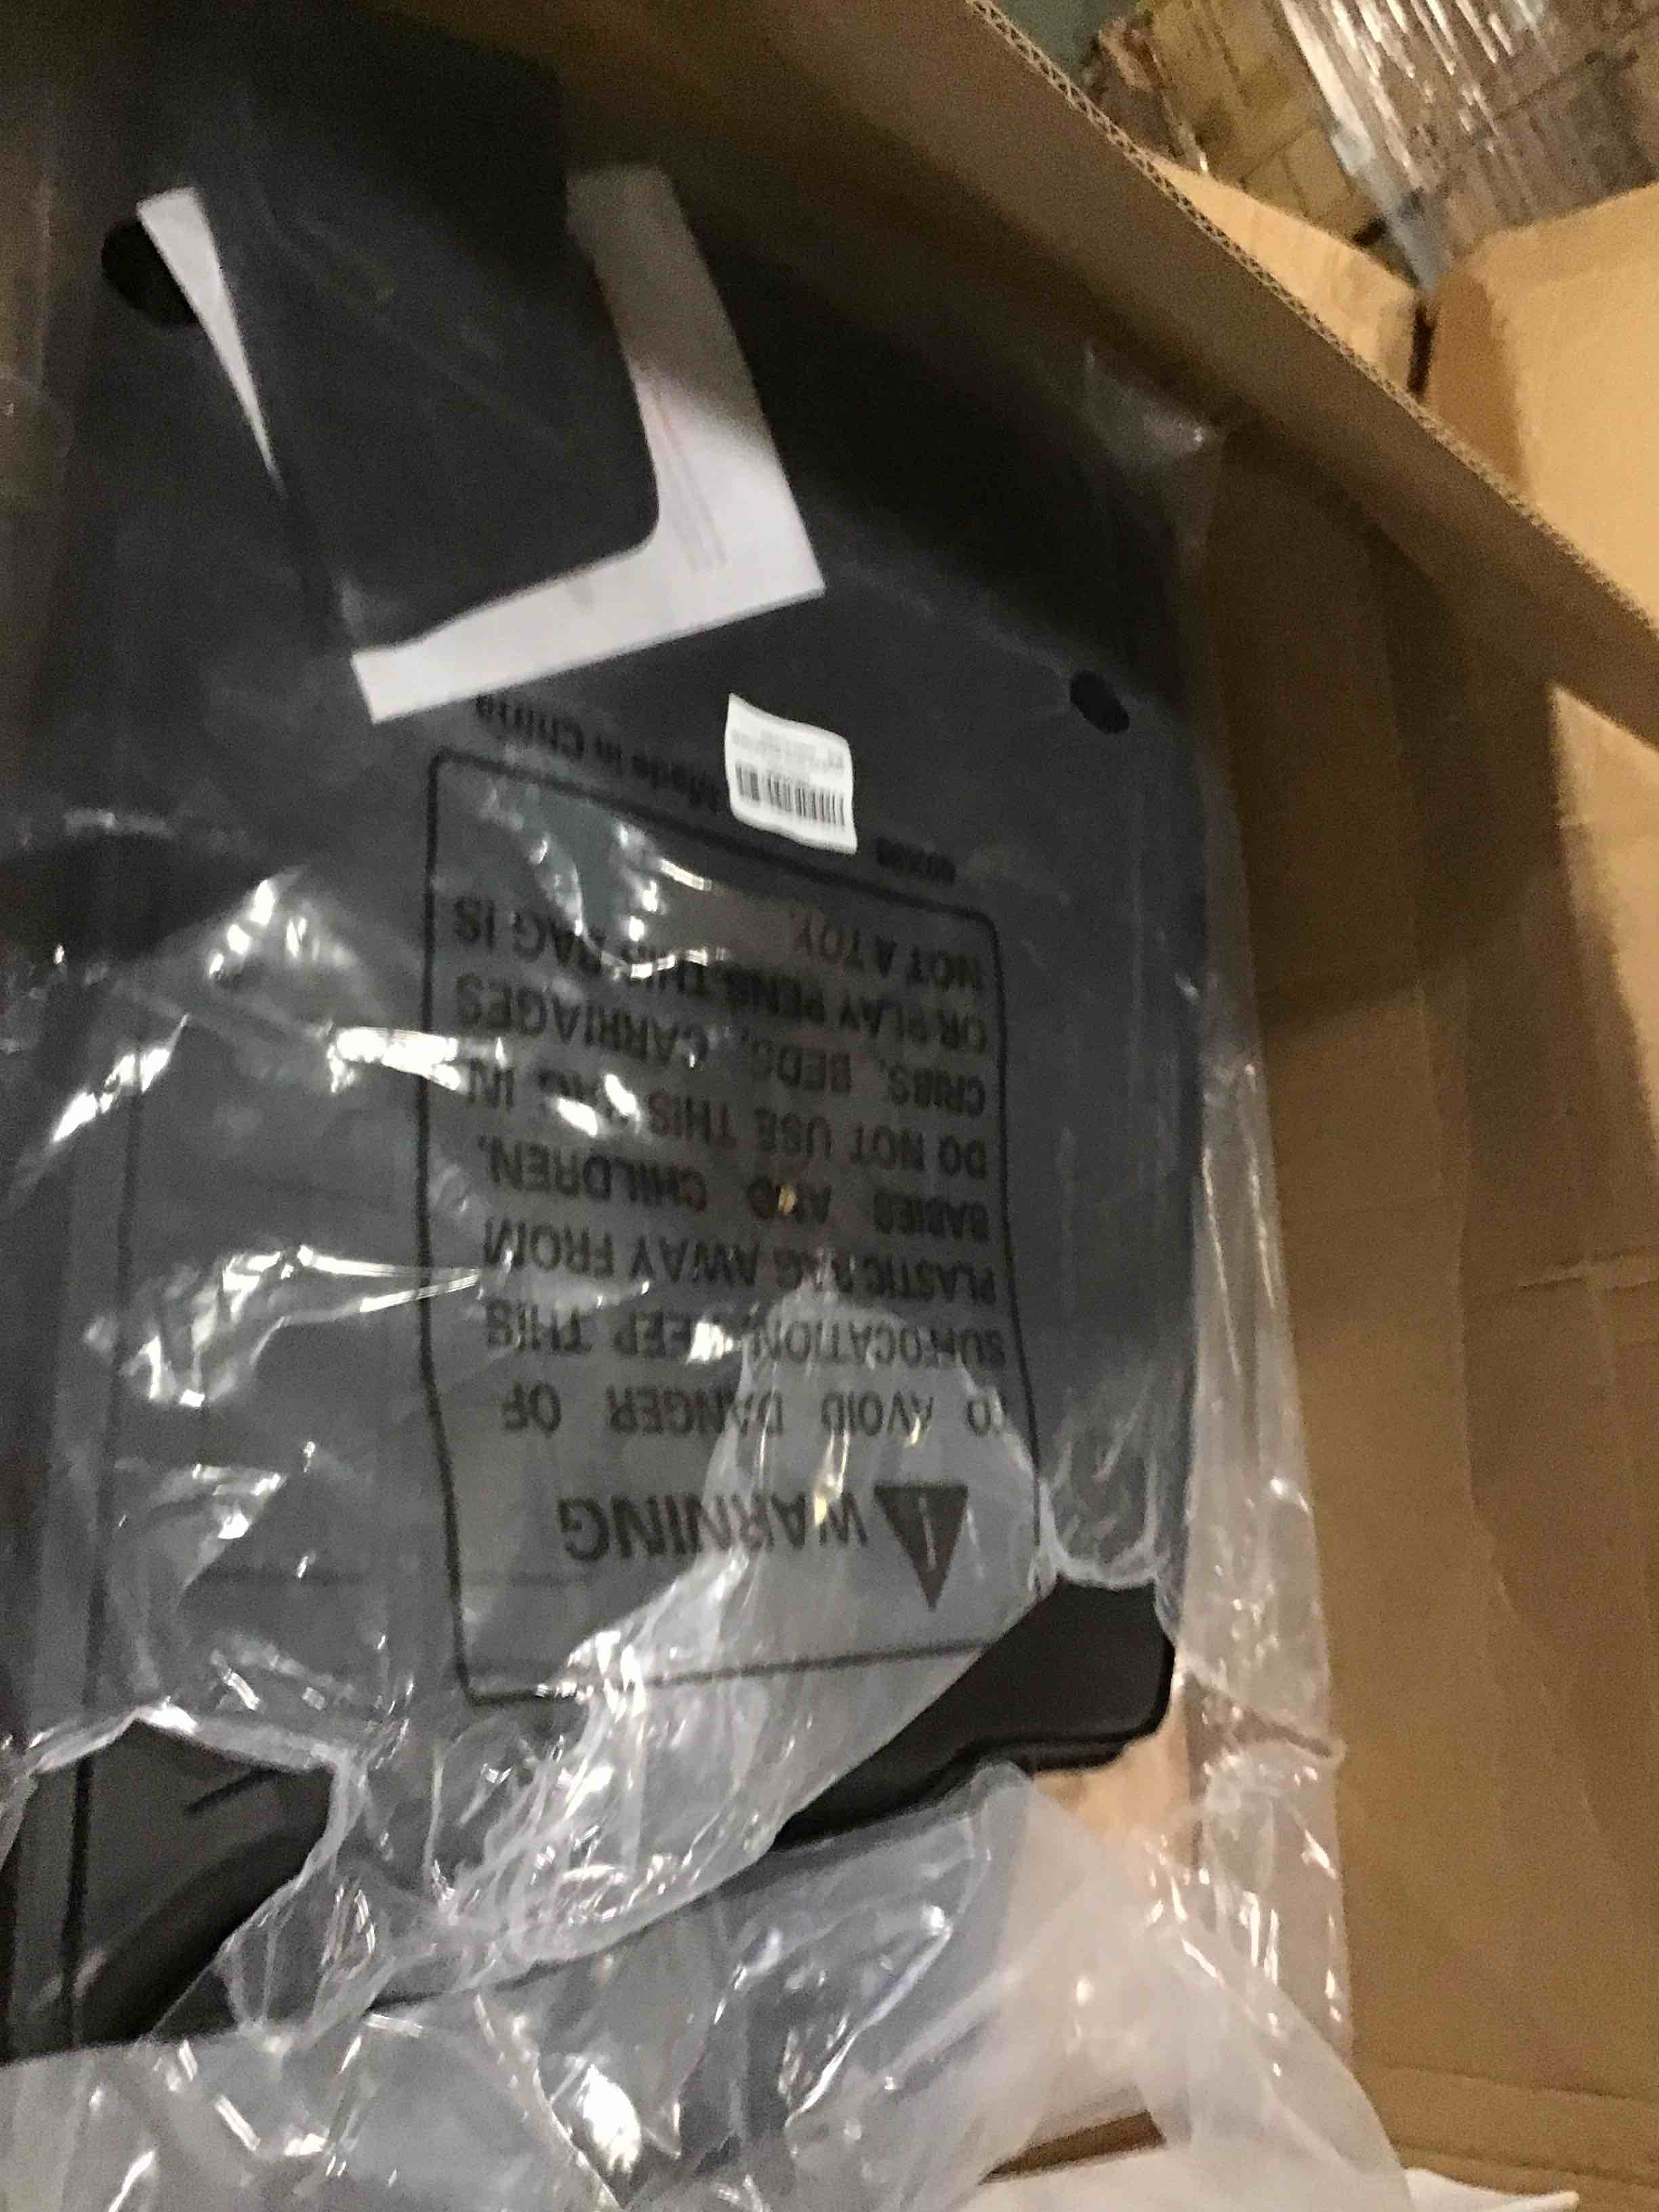 WARNING
TO AVOID DANGER OF
SUFFOCATION, KEEP THIS
PLASTIC BAG AWAY FROM
BABIES AND CHILDREN.
DO NOT USE THIS BAG IN
CRIBS, BEDS, CARRIAGES
OR PLAY PENS THIS BAG IS
NOT A TOY.
Made in China